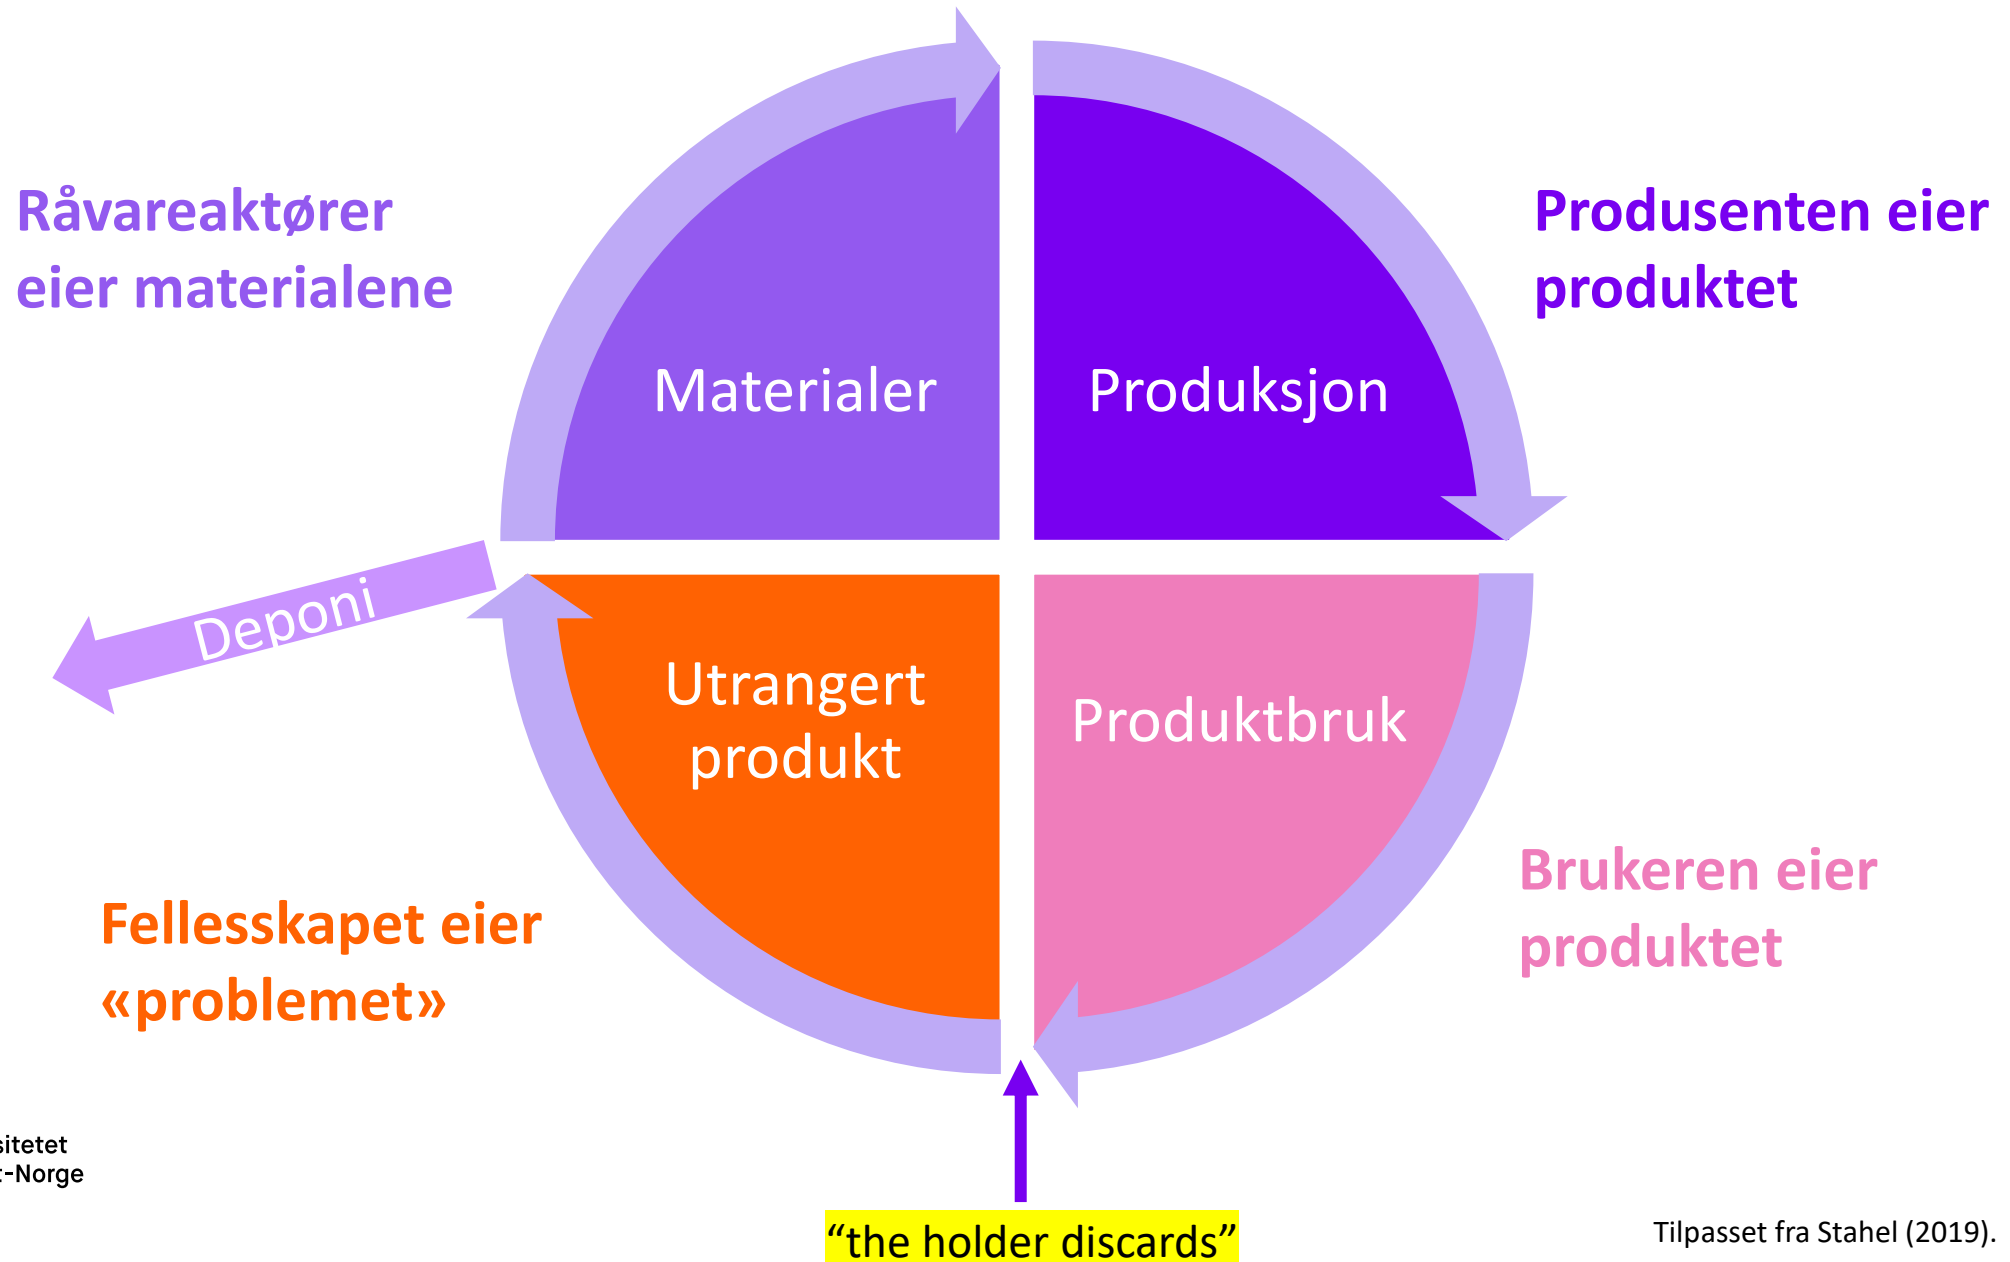 Råvareaktører
eier materialene
Produsenten eier
produktet
Materialer
Produksjon
Deponi
Utrangert
produkt
Produktbruk
Fellesskapet eier
«problemet»
Brukeren eier
produktet
-Norge
“the holder discards”
Tilpasset fra Stahel (2019).